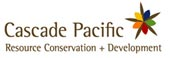 Cascade Pacific
Resource Conservation + Development